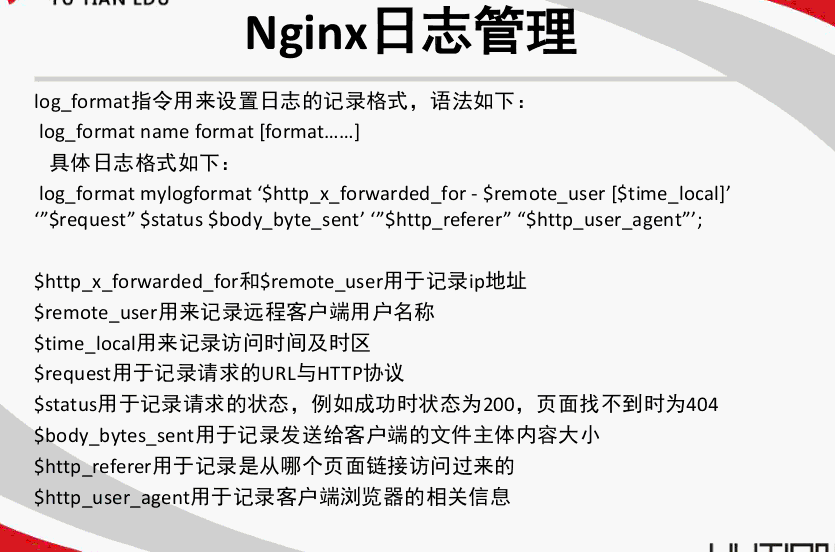 YU TIAN EDU
Nginx日志管理
log_format指令用来设置日志的记录格式，语法如下：
log_format name format [format……]
具体日志格式如下：
log_format mylogformat ‘$http_x_forwarded_for - $remote_user [$time_local]’
‘”$request” $status $body_byte_sent’ ‘”$http_referer” “$http_user_agent”’;
$http_x_forwarded_for和$remote_user用于记录ip地址
$remote_user用来记录远程客户端用户名称
$time_local用来记录访问时间及时区
$request用于记录请求的URL与HTTP协议
$status用于记录请求的状态，例如成功时状态为200，页面找不到时为404
$body_bytes_sent用于记录发送给客户端的文件主体内容大小
$http_referer用于记录是从哪个页面链接访问过来的
$http_user_agent用于记录客户端浏览器的相关信息